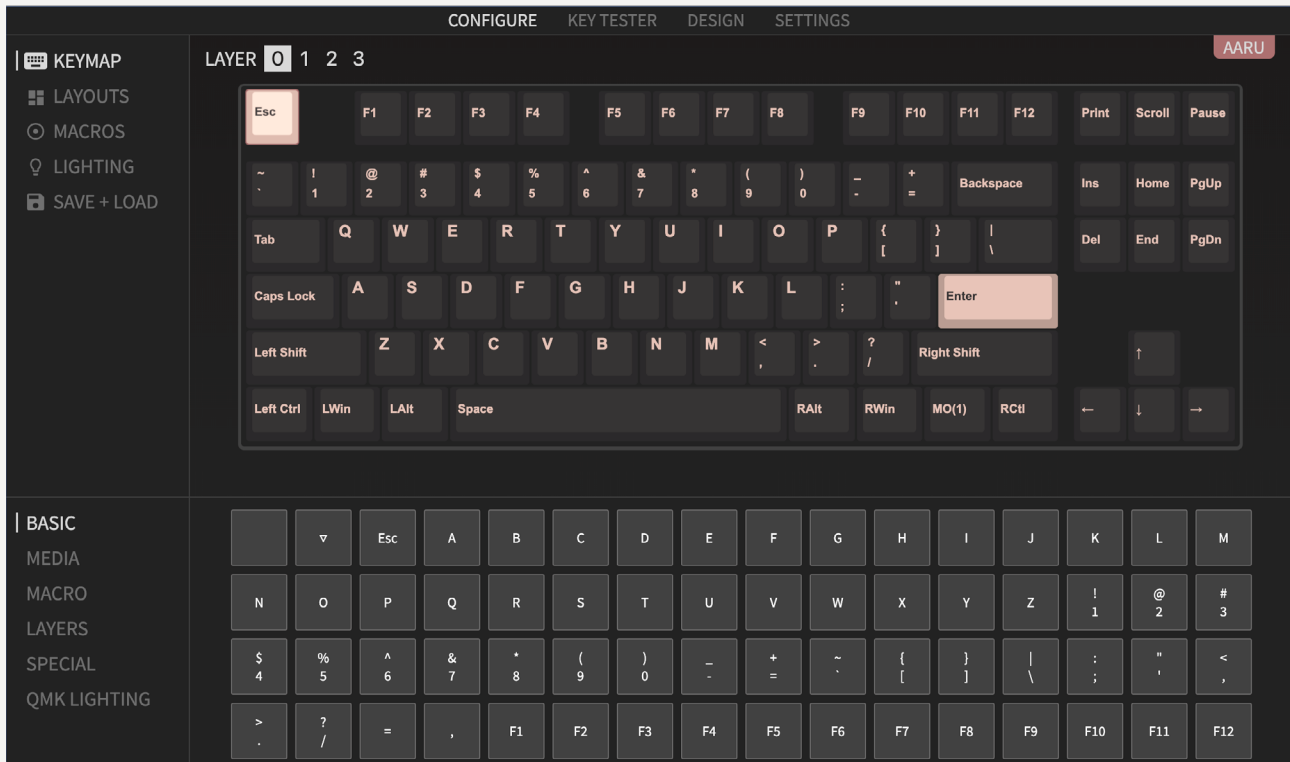 CONFIGURE KEY TESTER DESIGN SETTINGS
KEYMAP
LAYOUTS
MACROS
LIGHTING
SAVE + LOAD
LAYER 0 1 2 3
AARU
Esc F1 F2 F3 F4 F5 F6 F7 F8 F9 F10 F11 F12 Print Scroll Pause
~ ! @ # $ % ^ & * ( ) _ +
` 1 2 3 4 5 6 7 8 9 0 - = Backspace Ins Home PgUp
Tab Q W E R T Y U I O P { } |
[ ] \ Del End PgDn
Caps Lock A S D F G H J K L : " Enter
; '
Left Shift Z X C V B N M < > ? Right Shift ↑
, . /
Left Ctrl LWin LAlt Space RAlt RWin MO(1) RCtl ← ↓ →
BASIC
MEDIA
MACRO
LAYERS
SPECIAL
QMK LIGHTING
▽ Esc A B C D E F G H I J K L M
N O P Q R S T U V W X Y Z ! @ #
1 2 3
$ % ^ & * ( ) _ + ~ { } | : " <
4 5 6 7 8 9 0 - = ` [ ] \ ; ' ,
> ? = , F1 F2 F3 F4 F5 F6 F7 F8 F9 F10 F11 F12
. /